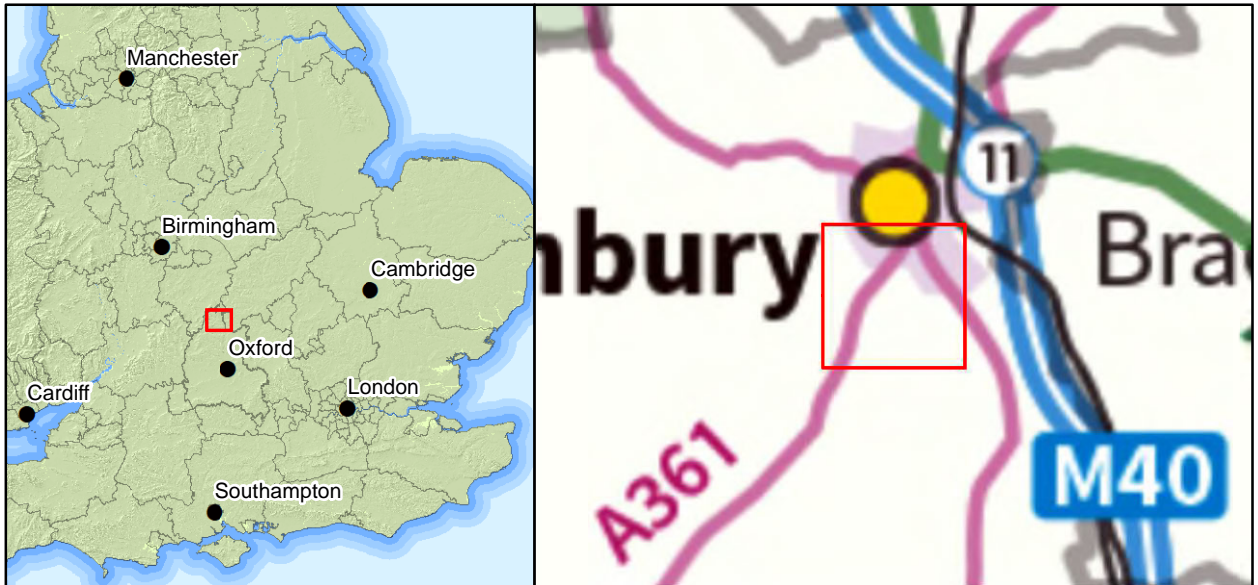 Manchester
Birmingham
Cambridge
Oxford
Cardiff
London
Southampton
11
nbury
Bra
A361
M40